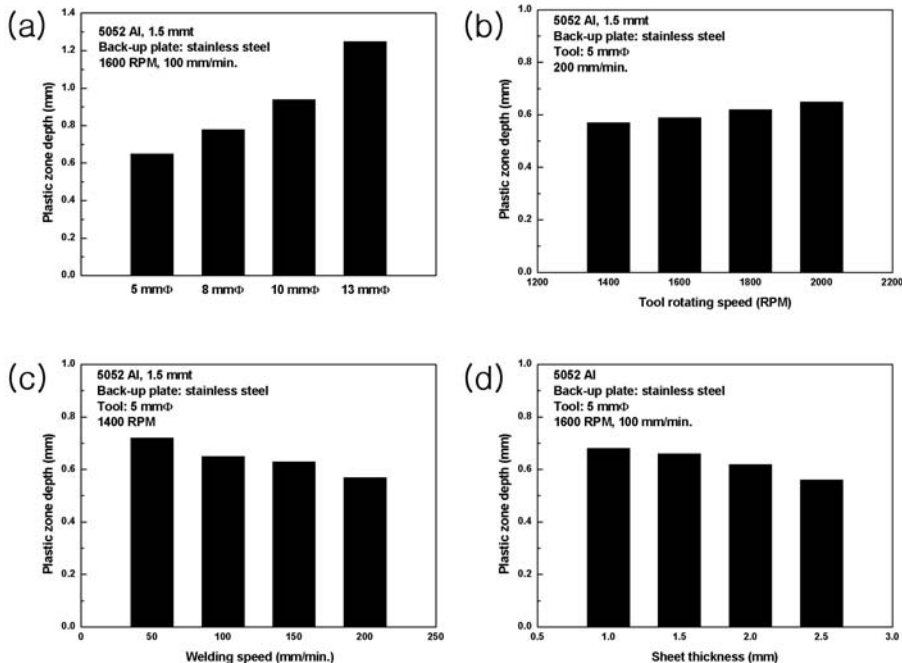 (a)
5052 Al, 1.5 mmt
Back-up plate: stainless steel
1600 RPM, 100 mm/min.
Plastic zone depth (mm)
1.4
1.2
1.0
0.8
0.6
0.4
0.2
0.0
5 mmΦ 8 mmΦ 10 mmΦ 13 mmΦ
(b)
5052 Al, 1.5 mmt
Back-up plate: stainless steel
Tool: 5 mmΦ
200 mm/min.
Plastic zone depth (mm)
1.0
0.8
0.6
0.4
0.2
0.0
1200 1400 1600 1800 2000 2200
Tool rotating speed (RPM)
(c)
5052 Al, 1.5 mmt
Back-up plate: stainless steel
Tool: 5 mmΦ
1400 RPM
Plastic zone depth (mm)
1.0
0.8
0.6
0.4
0.2
0.0
0 50 100 150 200 250
Welding speed (mm/min.)
(d)
5052 Al
Back-up plate: stainless steel
Tool: 5 mmΦ
1600 RPM, 100 mm/min.
Plastic zone depth (mm)
1.0
0.8
0.6
0.4
0.2
0.0
0.5 1.0 1.5 2.0 2.5 3.0
Sheet thickness (mm)